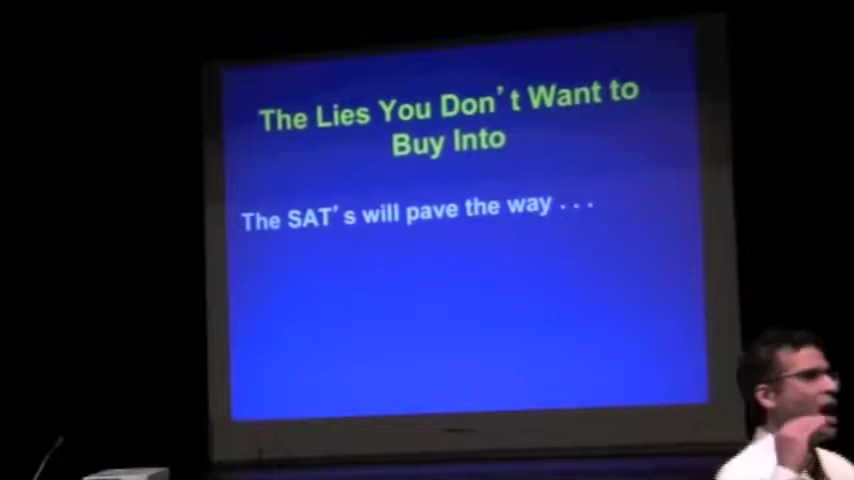 The Lies You Don't Want to
Buy Into
The SAT's will pave the way . . .